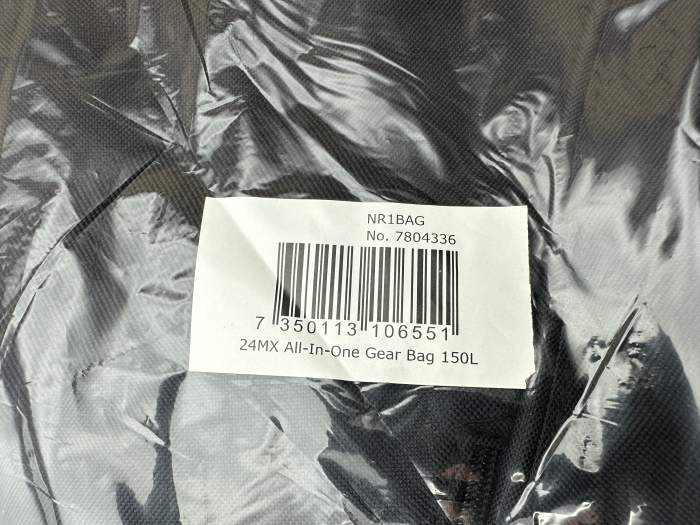 NR1BAG
No. 7804336
7 350113 106551
24MX All-In-One Gear Bag 150L